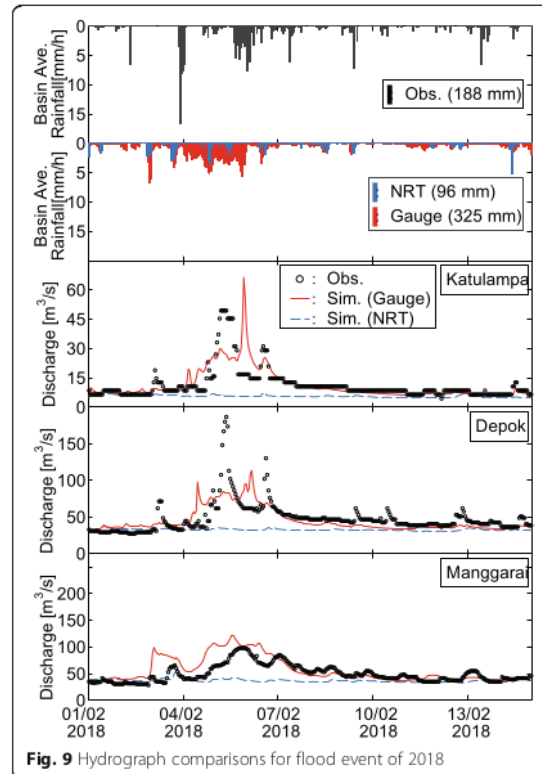 Basin Ave.
Rainfall[mm/h]
0
5
10
15
Obs. (188 mm)
Basin Ave.
Rainfall[mm/h]
0
5
10
15
NRT (96 mm)
Gauge (325 mm)
Discharge [m³/s]
60
45
30
15
0
: Obs.
: Sim. (Gauge)
: Sim. (NRT)
Katulampa
Discharge [m³/s]
150
100
50
0
Depok
Discharge [m³/s]
200
150
100
50
0
Manggarai
01/02 04/02 07/02 10/02 13/02
2018 2018 2018 2018 2018
Fig. 9 Hydrograph comparisons for flood event of 2018